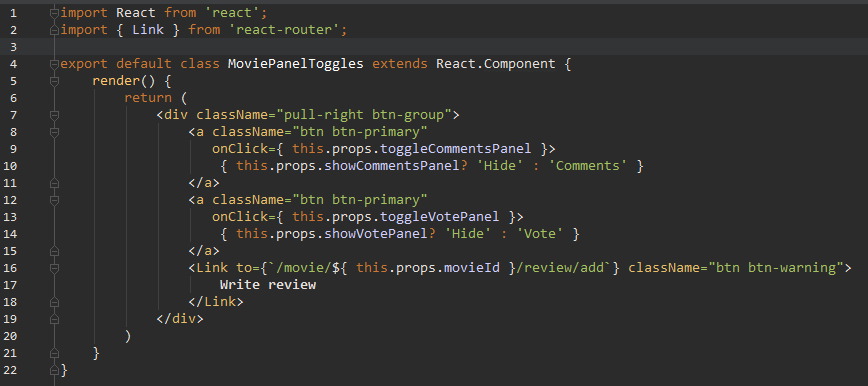 1 import React from 'react';
2 import { Link } from 'react-router';
3
4 export default class MoviePanelToggles extends React.Component {
5     render() {
6         return (
7             <div className="pull-right btn-group">
8                 <a className="btn btn-primary"
9                    onClick={ this.props.toggleCommentsPanel }>
10                    { this.props.showCommentsPanel? 'Hide' : 'Comments' }
11                </a>
12                <a className="btn btn-primary"
13                   onClick={ this.props.toggleVotePanel }>
14                    { this.props.showVotePanel? 'Hide' : 'Vote' }
15                </a>
16                <Link to={`/movie/${ this.props.movieId }/review/add`} className="btn btn-warning">
17                    Write review
18                </Link>
19            </div>
20        )
21    }
22 }